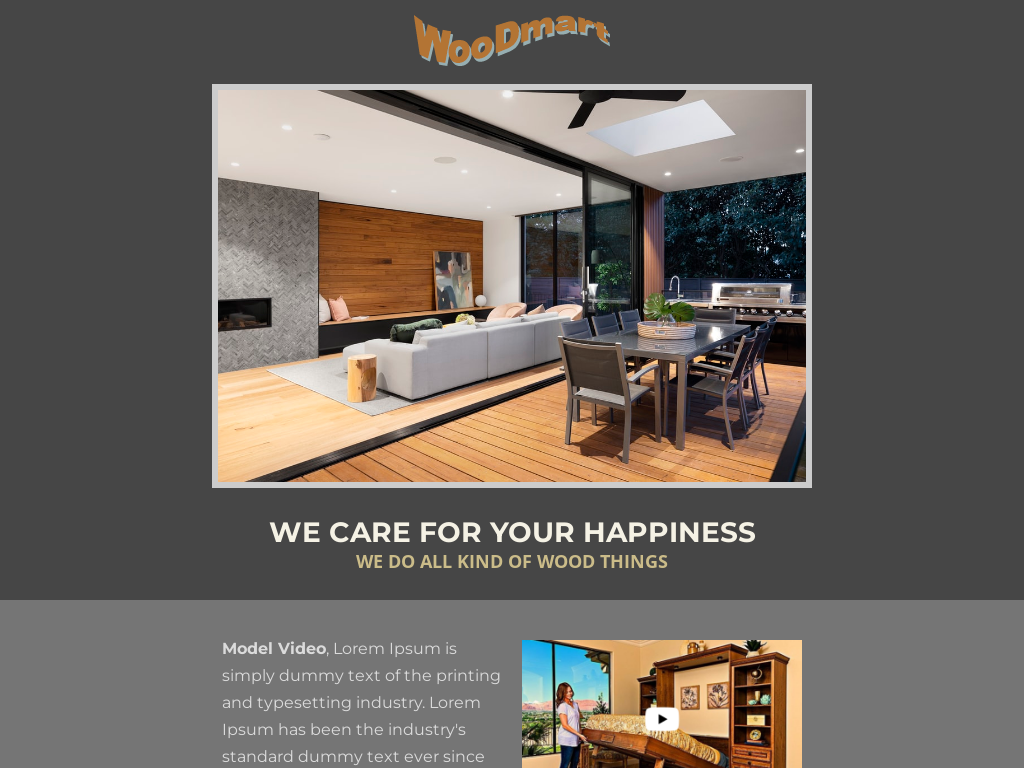 WooDmart
WE CARE FOR YOUR HAPPINESS
WE DO ALL KIND OF WOOD THINGS
Model Video, Lorem Ipsum is
simply dummy text of the printing
and typesetting industry. Lorem
Ipsum has been the industry's
standard dummy text ever since